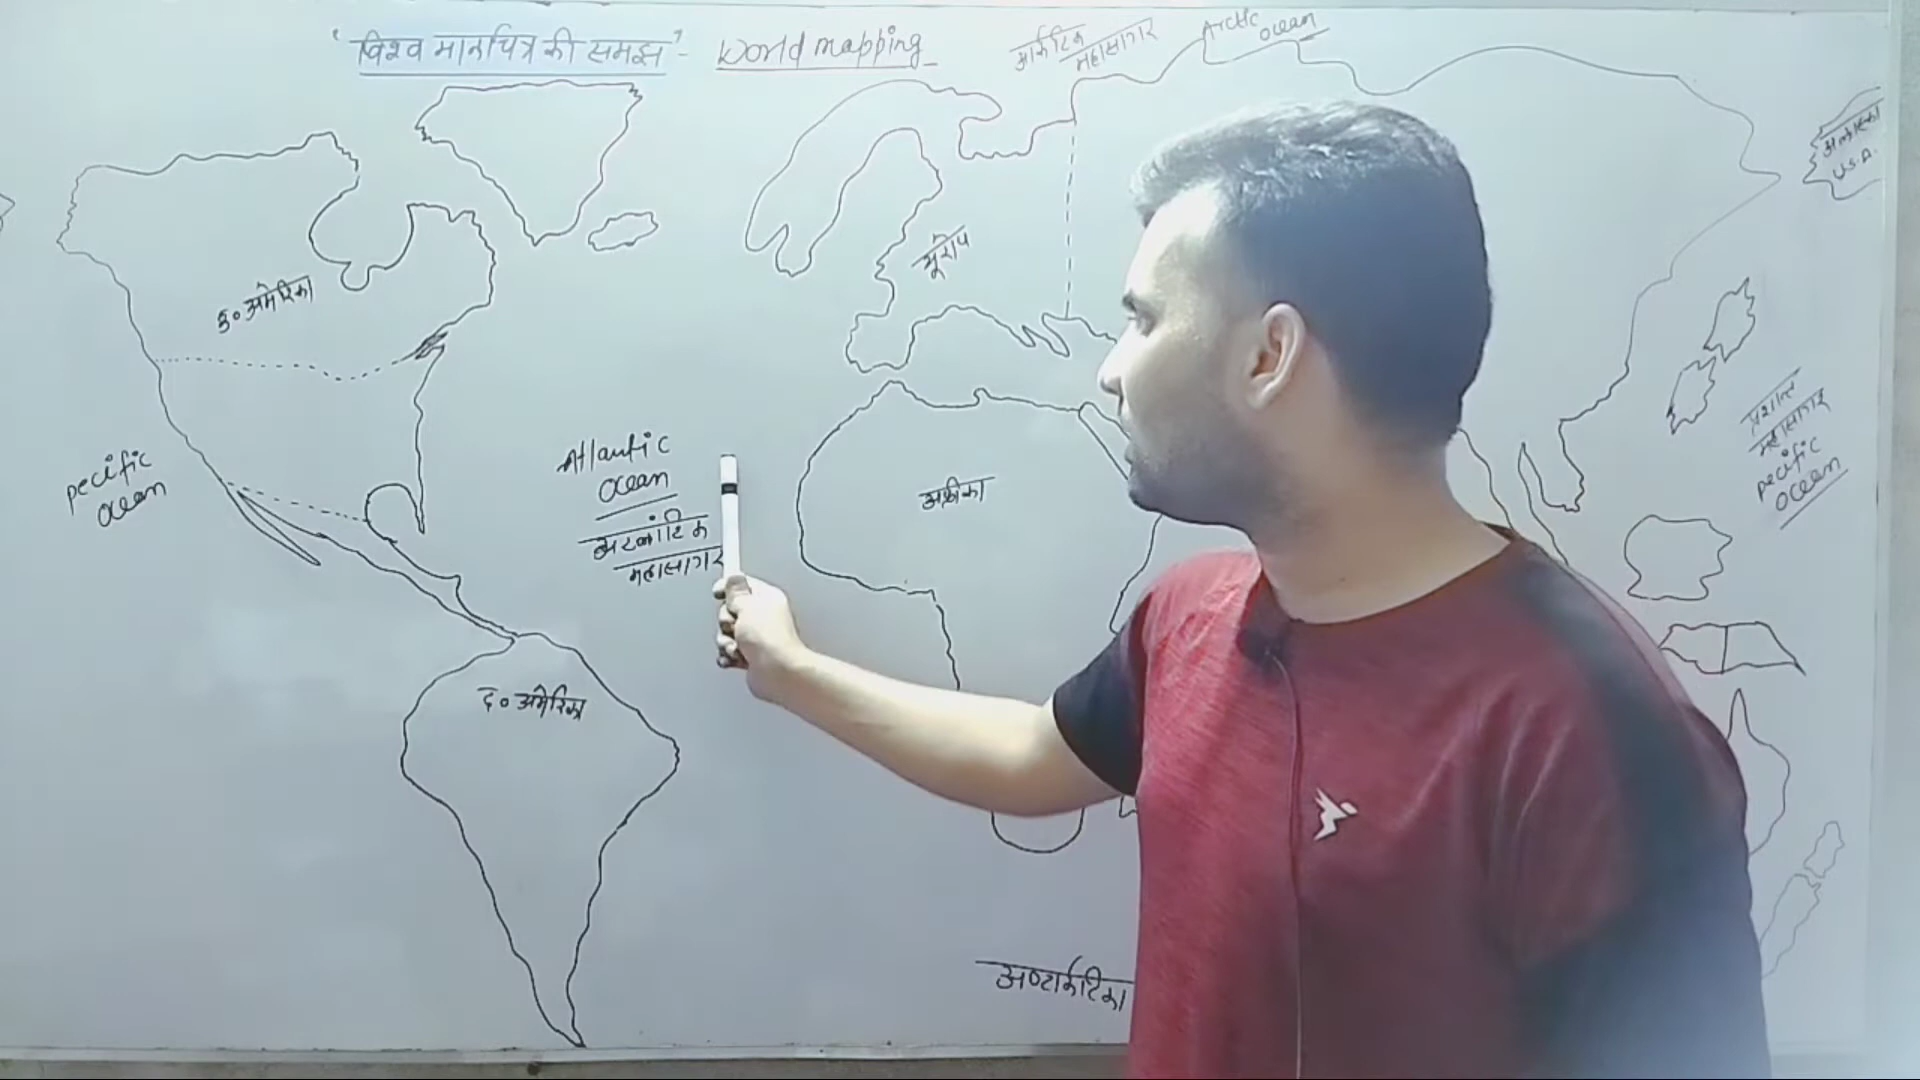 'विश्व मानचित्र की समझ' - World mapping
आर्कटिक
महासागर
Arctic
ocean
अलास्का
U.S.A.
यूरोप
उ० अमेरिका
pecific
ocean
Atlantic
ocean
अटलांटिक
महासागर
अफ्रीका
प्रशान्त
महासागर
pecific
ocean
द० अमेरिका
अण्टार्कटिका